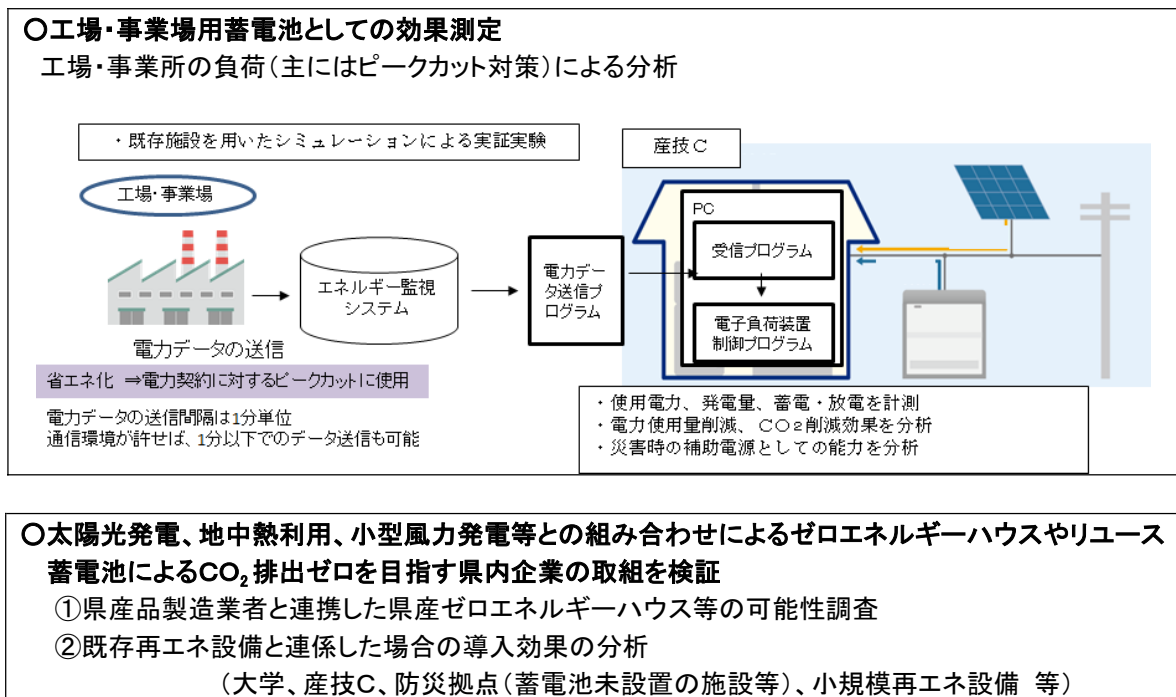 ○工場・事業場用蓄電池としての効果測定
工場・事業所の負荷（主にはピークカット対策）による分析
・既存施設を用いたシミュレーションによる実証実験
産技C
工場・事業場
PC
受信プログラム
エネルギー監視
システム
電力デー
タ送信プ
ログラム
電子負荷装置
制御プログラム
電力データの送信
省エネ化 ⇒電力契約に対するピークカットに使用
電力データの送信間隔は1分単位
通信環境が許せば、1分以下でのデータ送信も可能
・使用電力、発電量、蓄電・放電を計測
・電力使用量削減、ＣＯ２削減効果を分析
・災害時の補助電源としての能力を分析
○太陽光発電、地中熱利用、小型風力発電等との組み合わせによるゼロエネルギーハウスやリユース
蓄電池によるCO₂排出ゼロを目指す県内企業の取組を検証
①県産品製造業者と連携した県産ゼロエネルギーハウス等の可能性調査
②既存再エネ設備と連係した場合の導入効果の分析
（大学、産技C、防災拠点（蓄電池未設置の施設等）、小規模再エネ設備 等）